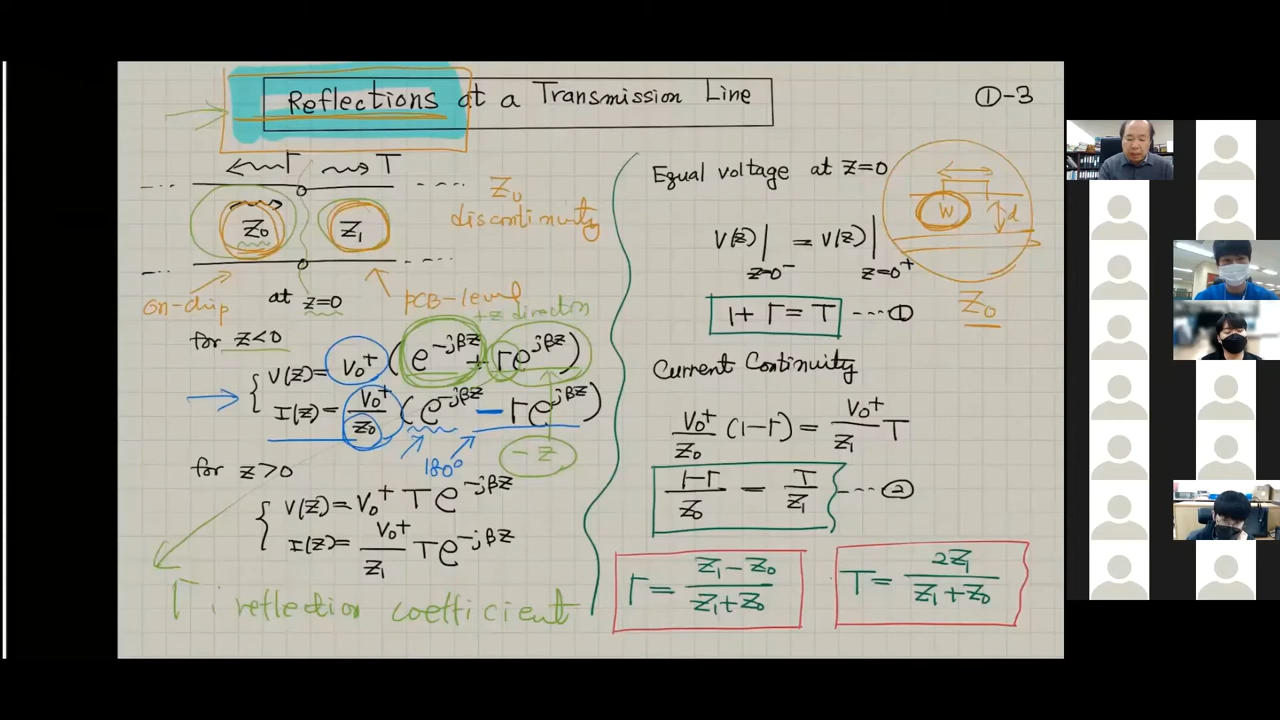 Reflections at a Transmission Line
①-3
Γ T
Z₀ Z₁
Z₀
discontinuity
on-chip
at z=0
PCB-level
+z direction
for z<0
V(z)= V₀⁺ (e^-jβz + Γe^jβz)
I(z)= V₀⁺/Z₀ (e^-jβz - Γe^jβz)
180°
-z
for z>0
V(z)=V₀⁺ T e^-jβz
I(z)= V₀⁺/Z₁ T e^-jβz
Γ : reflection coefficient
Equal voltage at z=0
V(z)|z=0⁻ = V(z)|z=0⁺
1+Γ=T ----①
W d
Z₀
Current Continuity
V₀⁺/Z₀ (1-Γ) = V₀⁺/Z₁ T
1-Γ/Z₀ = T/Z₁ ----②
Γ = Z₁-Z₀/Z₁+Z₀
T = 2Z₁/Z₁+Z₀